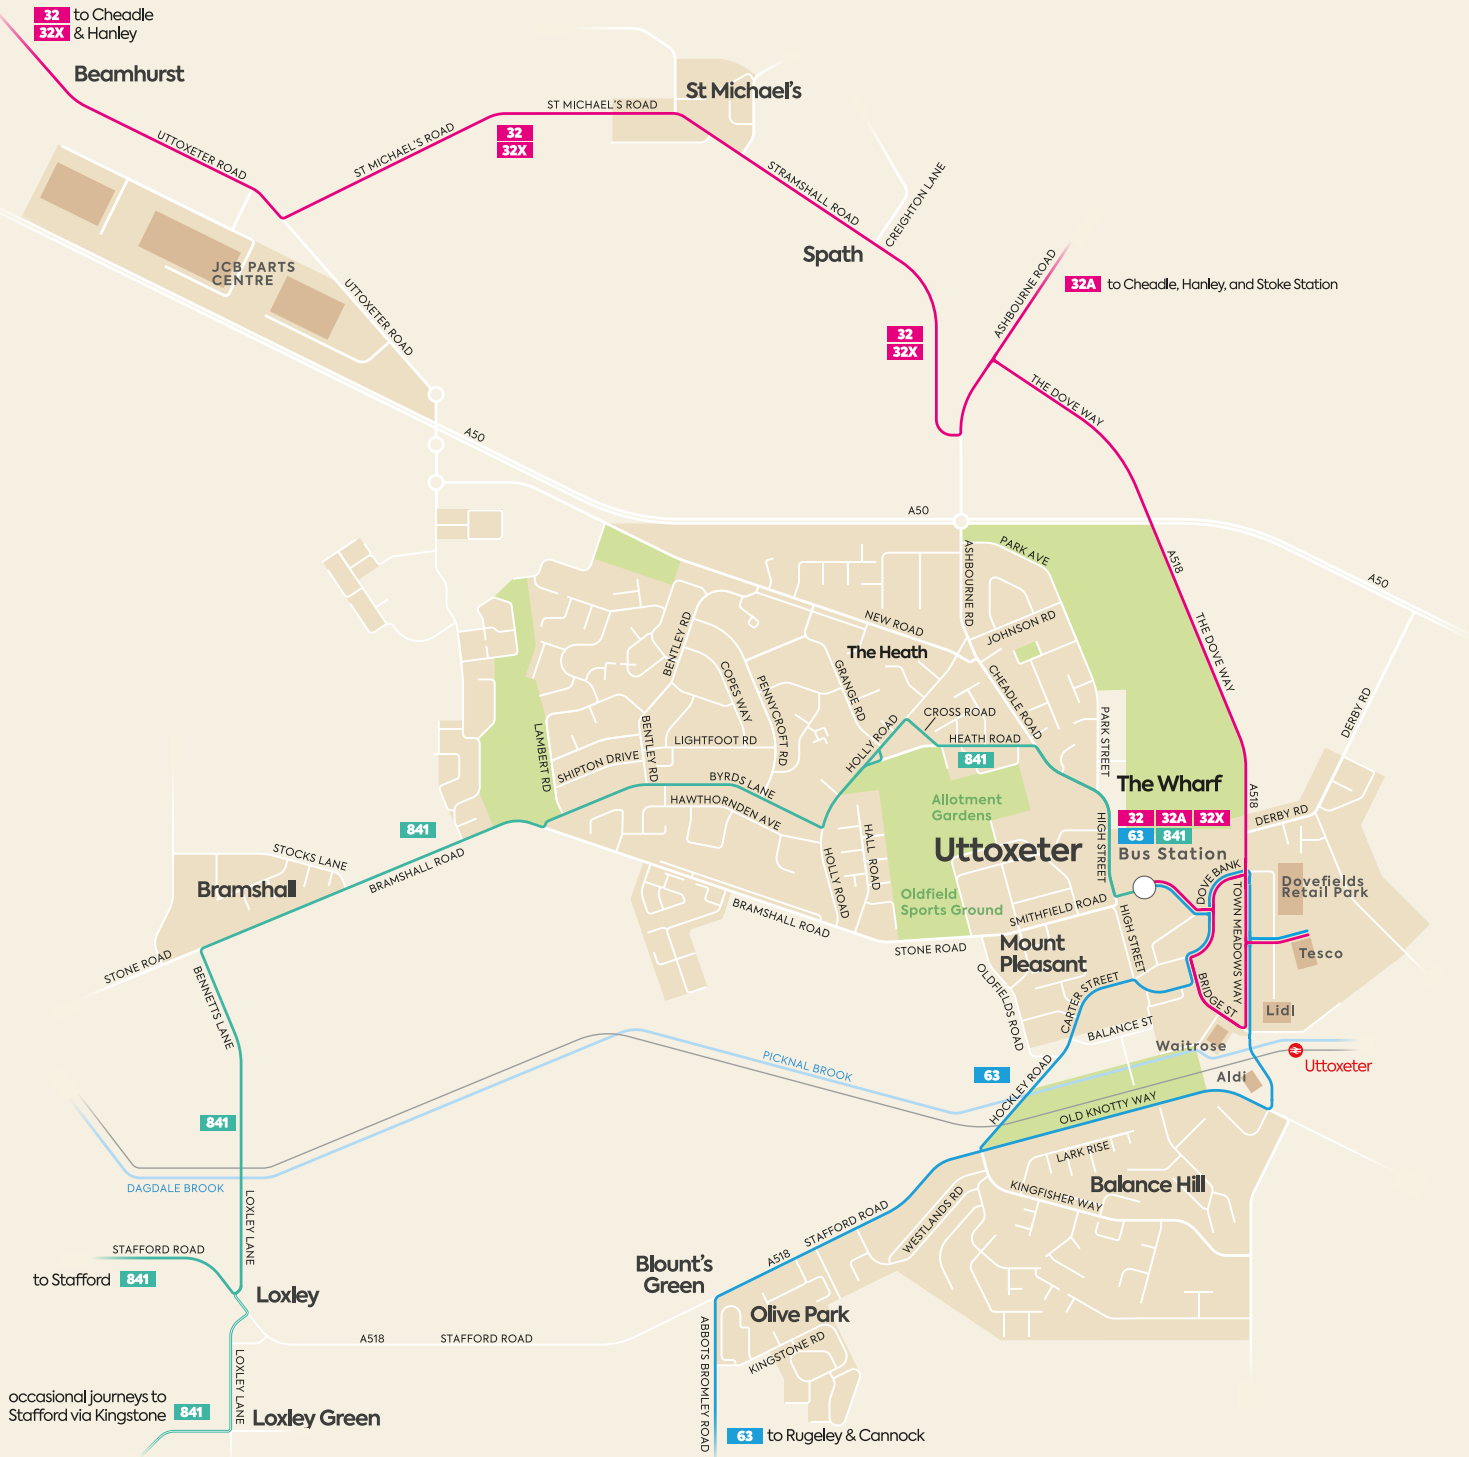 32 to Cheadle
32X & Hanley
Beamhurst
UTTOXETER ROAD
ST MICHAEL'S ROAD
ST MICHAEL'S ROAD
32
32X
St Michael's
STRAMSHALL ROAD
CREIGHTON LANE
Spath
JCB PARTS
CENTRE
UTTOXETER ROAD
ASHBOURNE ROAD
32A to Cheadle, Hanley, and Stoke Station
32
32X
THE DOVE WAY
A50
A50
A50
A518
THE DOVE WAY
PARK AVE
ASHBOURNE RD
NEW ROAD
JOHNSON RD
The Heath
BENTLEY RD
COPES WAY
PENNYCROFT RD
GRANGE RD
CHEADLE ROAD
CROSS ROAD
HEATH ROAD
841
HOLLY ROAD
PARK STREET
DERBY RD
LAMBERT RD
SHIPTON DRIVE
BENTLEY RD
LIGHTFOOT RD
BYRDS LANE
HAWTHORNDEN AVE
Allotment
Gardens
The Wharf
32 32A 32X
63 841
Bus Station
A518
DERBY RD
841
Uttoxeter
HIGH STREET
HALL ROAD
HOLLY ROAD
STOCKS LANE
Bramshall
BRAMSHALL ROAD
BRAMSHALL ROAD
Oldfield
Sports Ground
SMITHFIELD ROAD
DOVE BANK
TOWN MEADOWS WAY
Dovefields
Retail Park
STONE ROAD
STONE ROAD
Mount
Pleasant
HIGH STREET
Tesco
BENNETTS LANE
OLDFIELDS ROAD
CARTER STREET
BRIDGE ST
BALANCE ST
Lidl
Waitrose
Uttoxeter
PICKNAL BROOK
63
HOCKLEY ROAD
Aldi
OLD KNOTTY WAY
841
LARK RISE
Balance Hill
KINGFISHER WAY
DAGDALE BROOK
LOXLEY LANE
WESTLANDS RD
STAFFORD ROAD
A518
STAFFORD ROAD
to Stafford 841
Blount's
Green
Loxley
Olive Park
A518
STAFFORD ROAD
KINGSTONE RD
ABBOTS BROMLEY ROAD
LOXLEY LANE
occasional journeys to
Stafford via Kingstone 841
Loxley Green
63 to Rugeley & Cannock